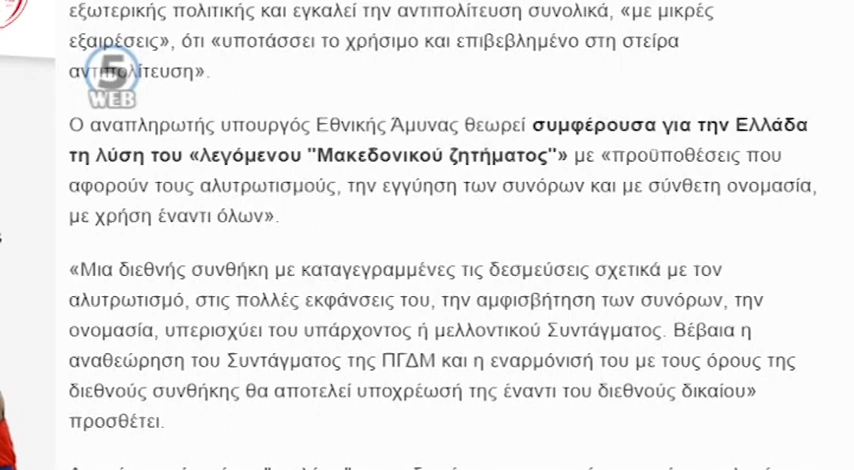 εξωτερικής πολιτικής και εγκαλεί την αντιπολίτευση συνολικά, «με μικρές
εξαιρέσεις», ότι «υποτάσσει το χρήσιμο και επιβεβλημένο στη στείρα
αντιπολίτευση».
5
WEB
Ο αναπληρωτής υπουργός Εθνικής Άμυνας θεωρεί συμφέρουσα για την Ελλάδα
τη λύση του «λεγόμενου "Μακεδονικού ζητήματος"» με «προϋποθέσεις που
αφορούν τους αλυτρωτισμούς, την εγγύηση των συνόρων και με σύνθετη ονομασία,
με χρήση έναντι όλων».
«Μια διεθνής συνθήκη με καταγεγραμμένες τις δεσμεύσεις σχετικά με τον
αλυτρωτισμό, στις πολλές εκφάνσεις του, την αμφισβήτηση των συνόρων, την
ονομασία, υπερισχύει του υπάρχοντος ή μελλοντικού Συντάγματος. Βέβαια η
αναθεώρηση του Συντάγματος της ΠΓΔΜ και η εναρμόνισή του με τους όρους της
διεθνούς συνθήκης θα αποτελεί υποχρέωσή της έναντι του διεθνούς δικαίου»
προσθέτει.